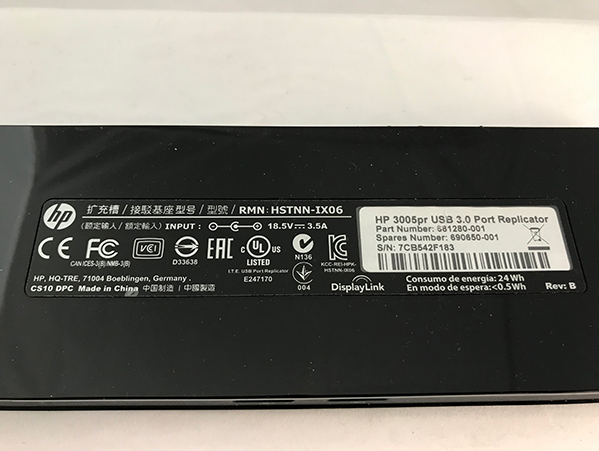 hp
扩充槽 / 接駁基座型号 / 型號 / RMN: HSTNN-IX06
(额定输入 / 額定輸入) INPUT: 18.5V 3.5A
CE FC VCCI D33638 EAC c UL US LISTED N136
CAN ICES-3(B)/NMB-3(B)
I.T.E. USB Port Replicator
E247170
004
KCC-REI-HPK-
HSTNN-IX06
HP, HQ-TRE, 71004 Boeblingen, Germany.
CS10 DPC Made in China 中国制造 / 中國製造
DisplayLink
HP 3005pr USB 3.0 Port Replicator
Part Number: 681280-001
Spares Number: 690650-001
S/N: 7CB542F183
Consumo de energía: 24 Wh
En modo de espera: <0.5Wh
Rev: B